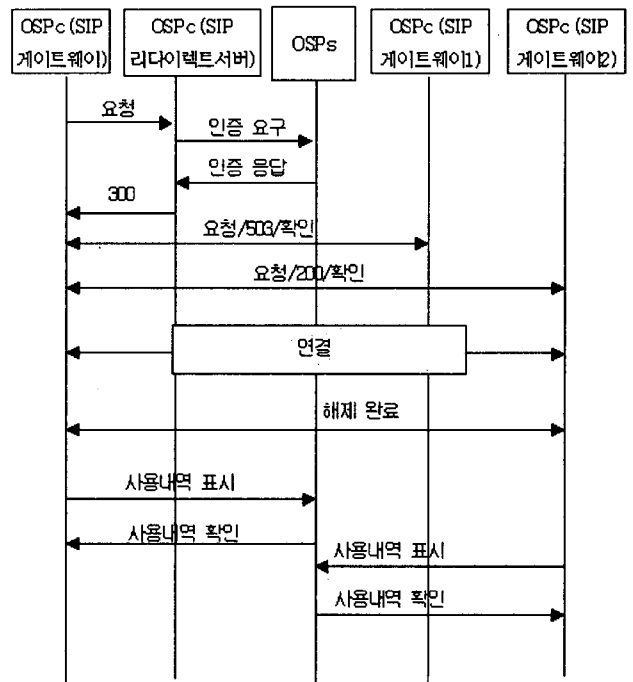 OSPc(SIP
게이트웨이)
OSPc(SIP
리다이렉트서버)
OSPs
OSPc(SIP
게이트웨이1)
OSPc(SIP
게이트웨이2)
요청
인증 요구
인증 응답
300
요청/503/확인
요청/200/확인
연결
해제 완료
사용내역 표시
사용내역 확인
사용내역 표시
사용내역 확인